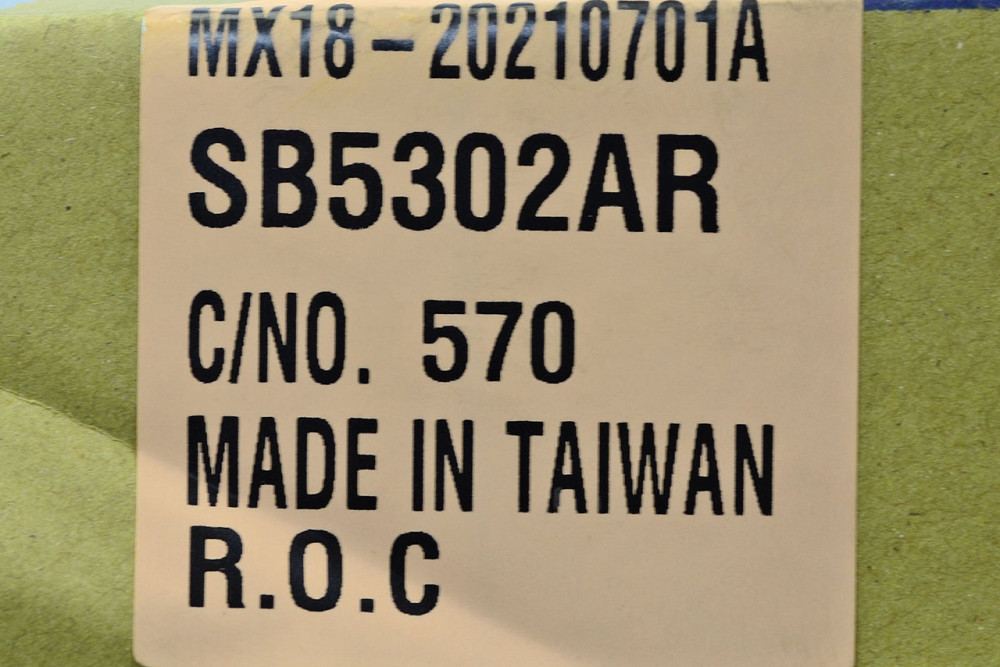 MX18-20210701A
SB5302AR
C/NO. 570
MADE IN TAIWAN
R.O.C